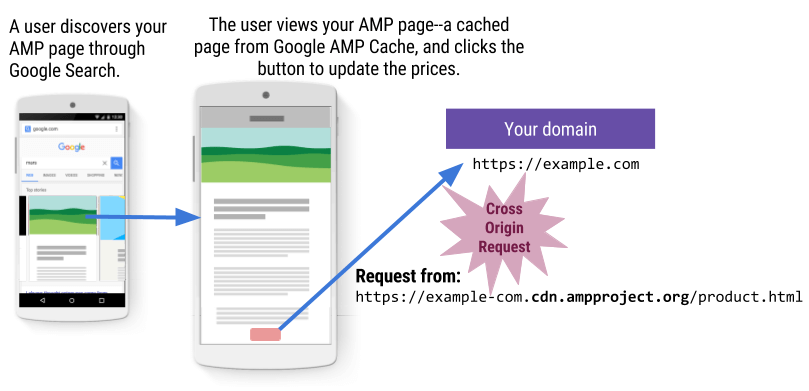 A user discovers your
AMP page through
Google Search.
The user views your AMP page--a cached
page from Google AMP Cache, and clicks the
button to update the prices.
google.com
Google
mars
Top stories
Your domain
https://example.com
Cross
Origin
Request
Request from:
https://example-com.cdn.ampproject.org/product.html